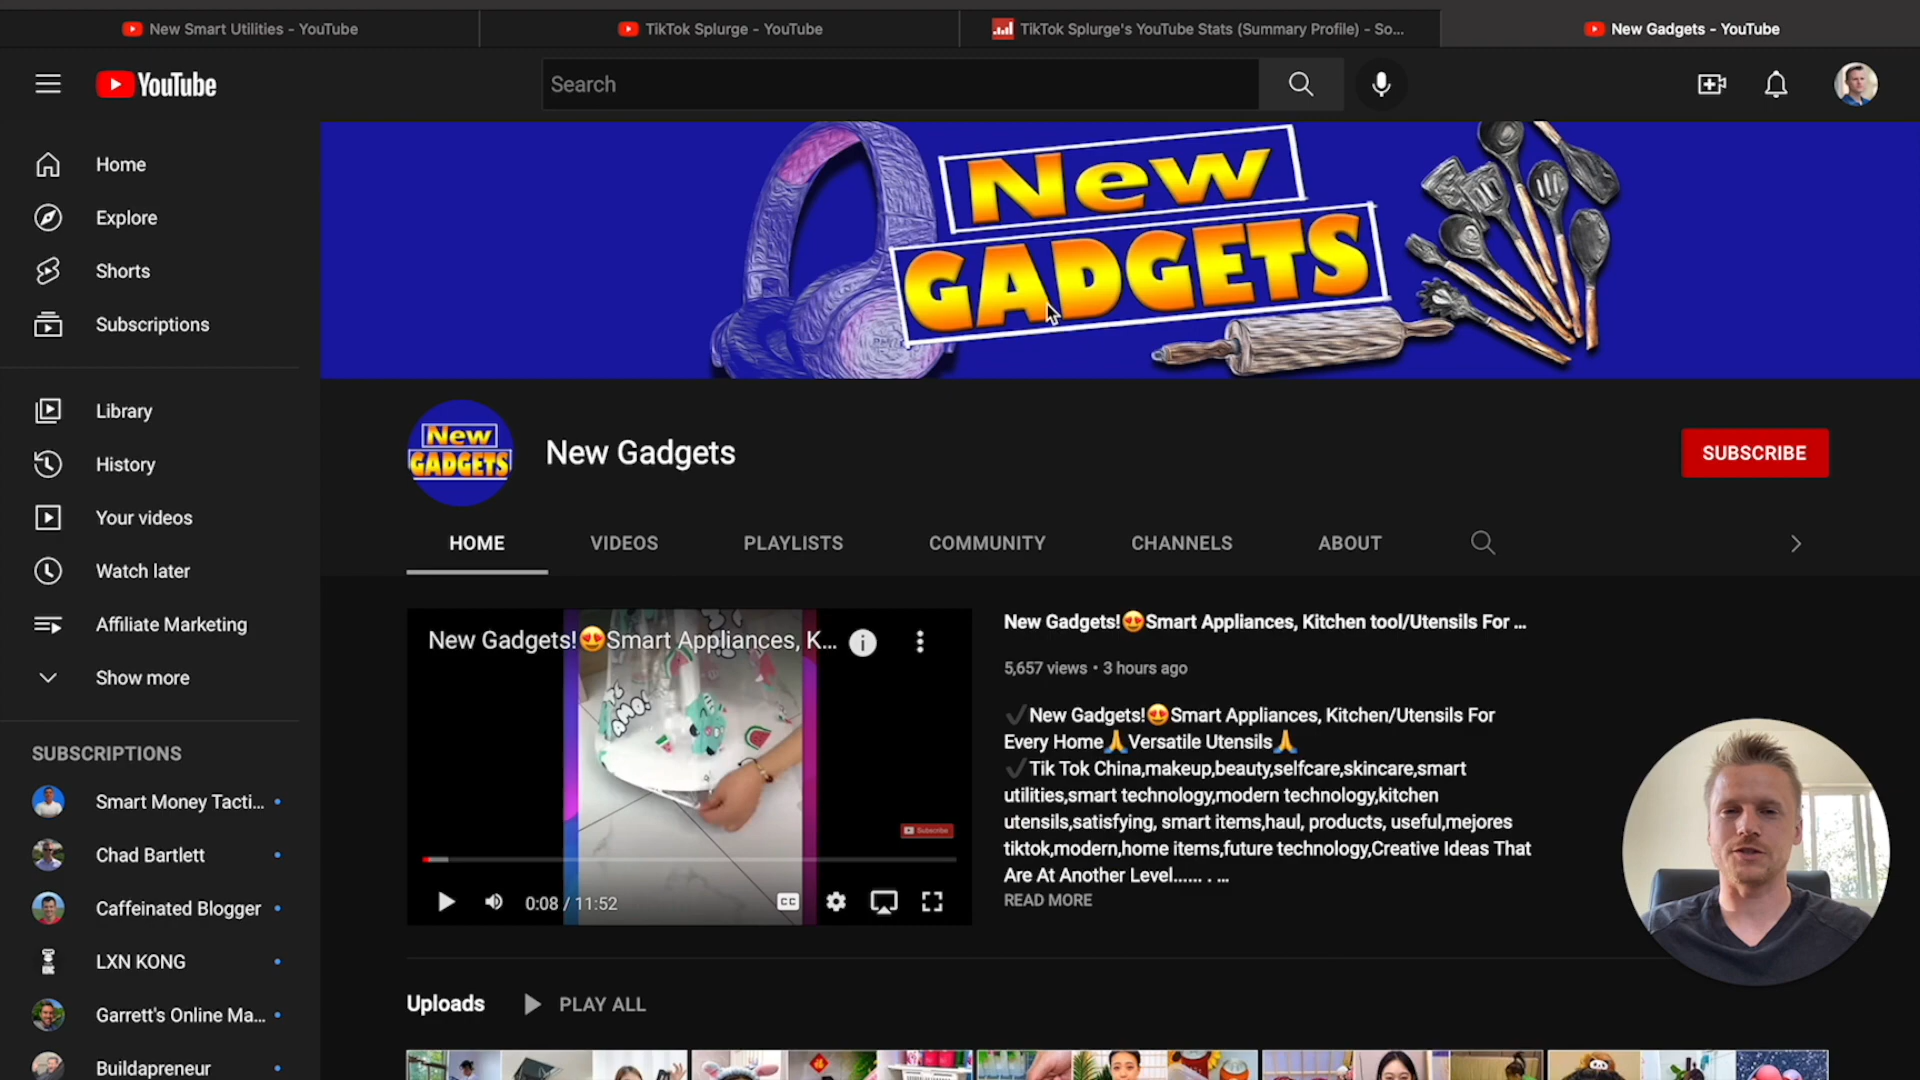 New Smart Utilities - YouTube
TikTok Splurge - YouTube
TikTok Splurge's YouTube Stats (Summary Profile) - So...
New Gadgets - YouTube
YouTube
Search
Home
Explore
Shorts
Subscriptions
Library
History
Your videos
Watch later
Affiliate Marketing
Show more
SUBSCRIPTIONS
Smart Money Tacti...
Chad Bartlett
Caffeinated Blogger
LXN KONG
Garrett's Online Ma...
Buildapreneur
New
GADGETS
New
GADGETS
New Gadgets
SUBSCRIBE
HOME
VIDEOS
PLAYLISTS
COMMUNITY
CHANNELS
ABOUT
New Gadgets!😍Smart Appliances, K...
AMO!
Subscribe
0:08 / 11:52
CC
New Gadgets!😍Smart Appliances, Kitchen tool/Utensils For ...
5,657 views • 3 hours ago
✔New Gadgets!😍Smart Appliances, Kitchen/Utensils For
Every Home🙏Versatile Utensils🙏
✔Tik Tok China,makeup,beauty,selfcare,skincare,smart
utilities,smart technology,modern technology,kitchen
utensils,satisfying, smart items,haul, products, useful,mejores
tiktok,modern,home items,future technology,Creative Ideas That
Are At Another Level...... . ...
READ MORE
Uploads
PLAY ALL